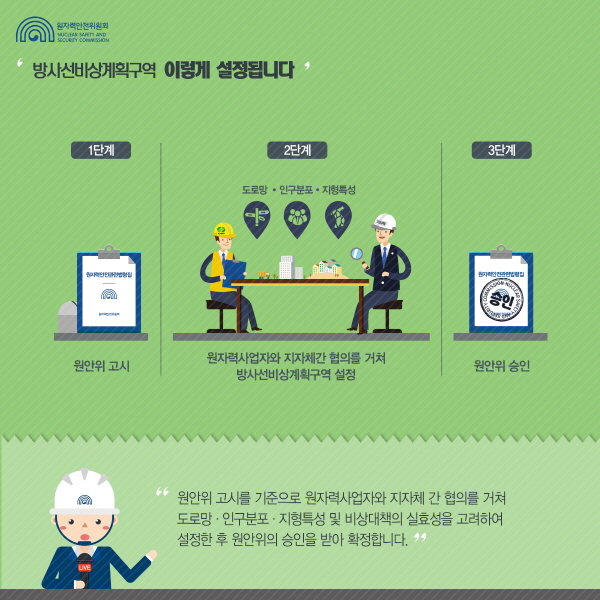 원자력안전위원회
NUCLEAR SAFETY AND
SECURITY COMMISSION
‘ 방사선비상계획구역 이렇게 설정됩니다 ’
1단계
2단계
3단계
도로망 • 인구분포 • 지형특성
원자력안전관련법령집
원자력안전위원회
원자력안전관련법령집
승인
원안위 고시
원자력사업자와 지자체간 협의를 거쳐
방사선비상계획구역 설정
원안위 승인
“ 원안위 고시를 기준으로 원자력사업자와 지자체 간 협의를 거쳐
도로망 · 인구분포 · 지형특성 및 비상대책의 실효성을 고려하여
설정한 후 원안위의 승인을 받아 확정합니다. ”
LIVE